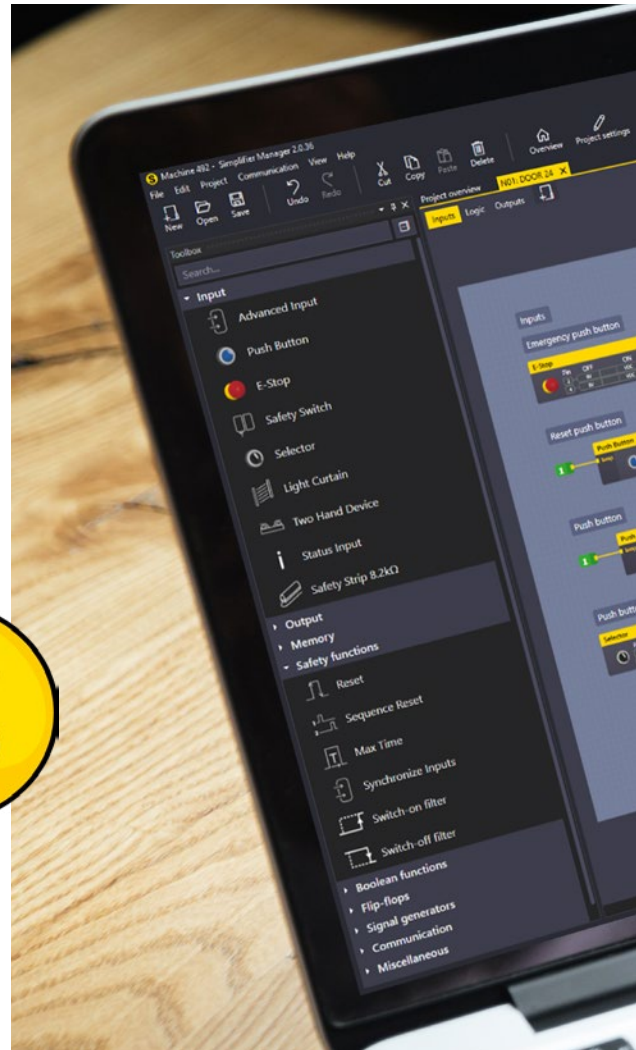 S Machine 492 - Simplifier Manager 2.0.36
File Edit Project Communication View Help
New Open Save Undo Redo Cut Copy Paste Delete Overview Project settings
Toolbox
Search...
Input
Advanced Input
Push Button
E-Stop
Safety Switch
Selector
Light Curtain
Two Hand Device
Status Input
Safety Strip 8.2kΩ
Output
Memory
Safety functions
Reset
Sequence Reset
Max Time
Synchronize Inputs
Switch-on filter
Switch-off filter
Boolean functions
Flip-flops
Signal generators
Communication
Miscellaneous
Project overview N01: DOOR 24 X
Inputs Logic Outputs
Inputs
Emergency push button
E-Stop
OFF ON
Reset push button
1 Push Button
Push button
1
Push
Selector